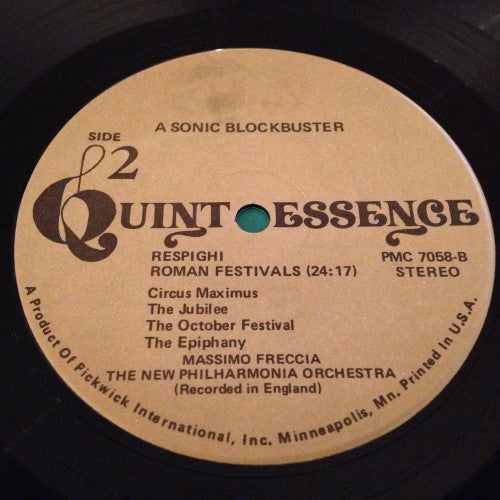 A SONIC BLOCKBUSTER
SIDE 2
QUINTESSENCE
RESPIGHI
ROMAN FESTIVALS (24:17)
PMC 7058-B
STEREO
Circus Maximus
The Jubilee
The October Festival
The Epiphany
MASSIMO FRECCIA
THE NEW PHILHARMONIA ORCHESTRA
(Recorded in England)
A Product Of Pickwick International, Inc. Minneapolis, Mn. Printed In U.S.A.